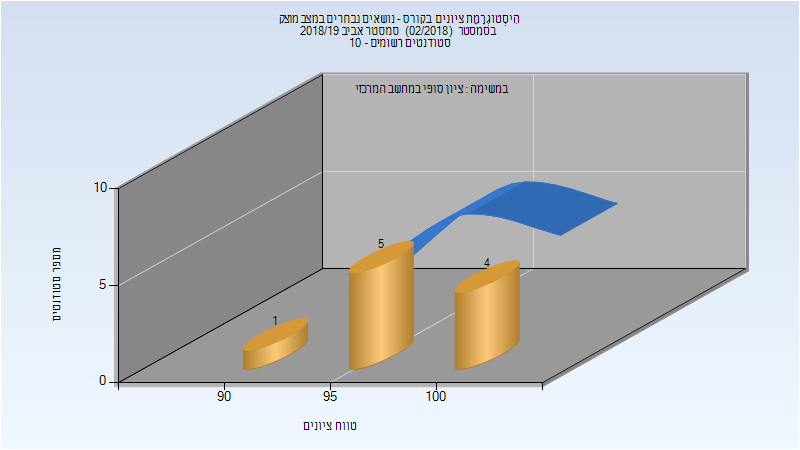 היסטוגרמת ציונים בקורס - נושאים נבחרים במצב מוצק
בסמסטר (02/2018) סמסטר אביב 2018/19
סטודנטים רשומים - 10
במשימה : ציון סופי במחשב המרכזי
מספר סטודנטים
10
5
0
1
5
4
90 95 100
טווח ציונים